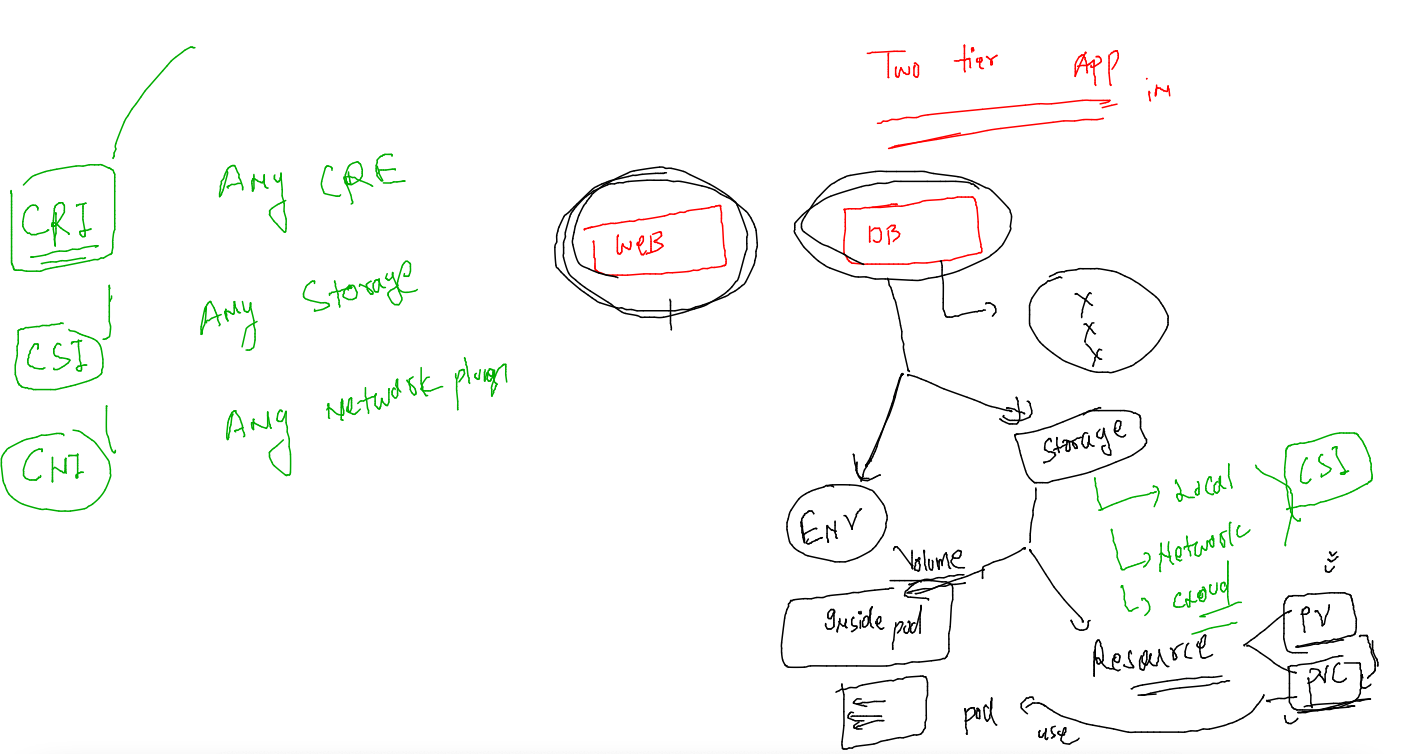 Two tier APP in
CRI
Any CRE
CSI
Any Storage
CNI
Any Network plugn
WeB
DB
x
x
x
ENV
Storage
Local
Network
Cloud
CSI
Volume
Inside pod
Resource
PV
PVC
pod
use